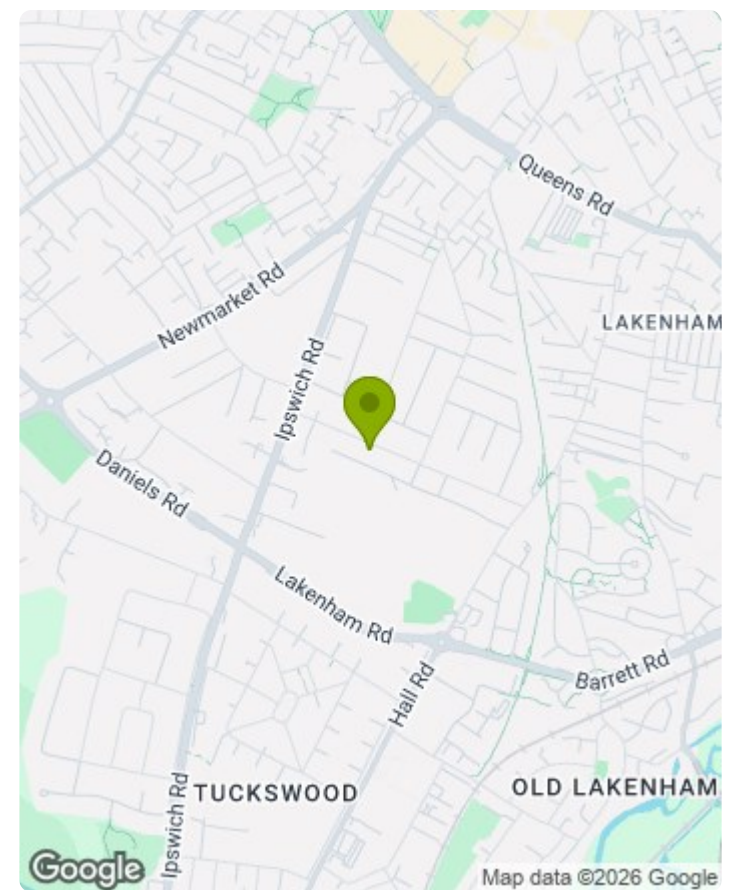 Queens Rd
LAKENHAM
Newmarket Rd
Ipswich Rd
Daniels Rd
Lakenham Rd
Barrett Rd
Hall Rd
Ipswich Rd
TUCKSWOOD
OLD LAKENHAM
Google
Map data ©2026 Google